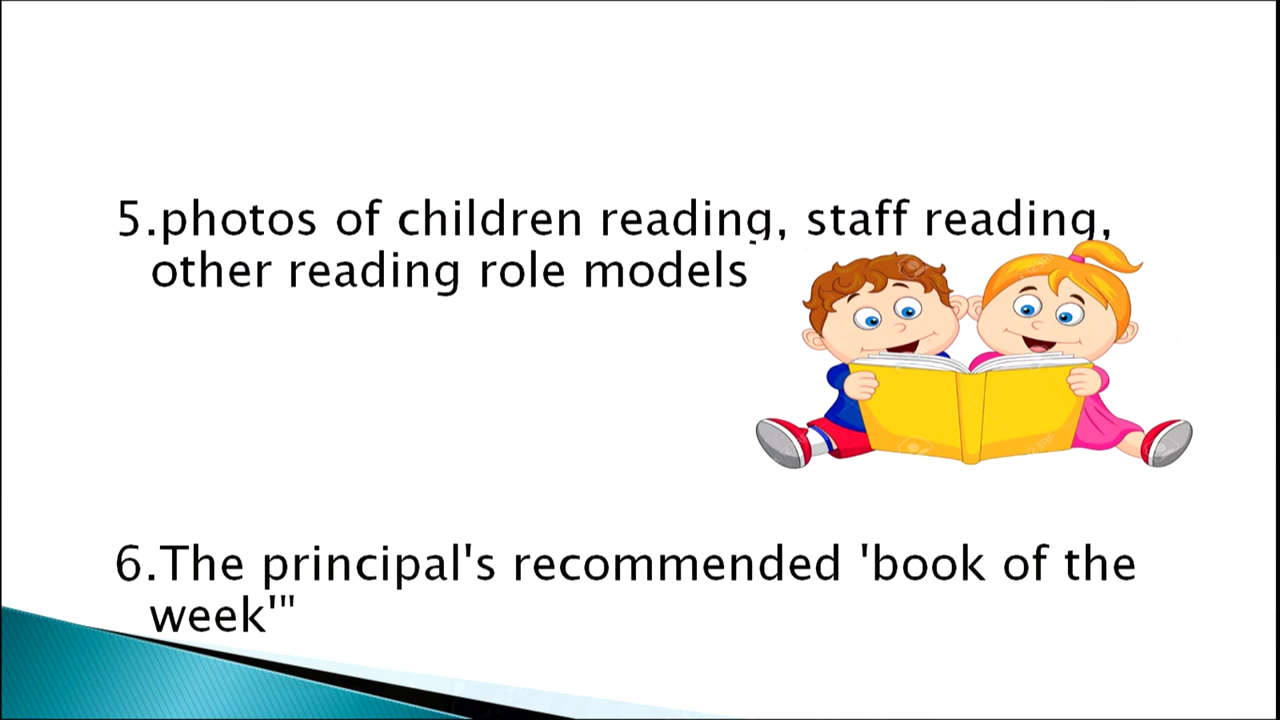 5.photos of children reading, staff reading,
other reading role models
6.The principal's recommended 'book of the
week'"